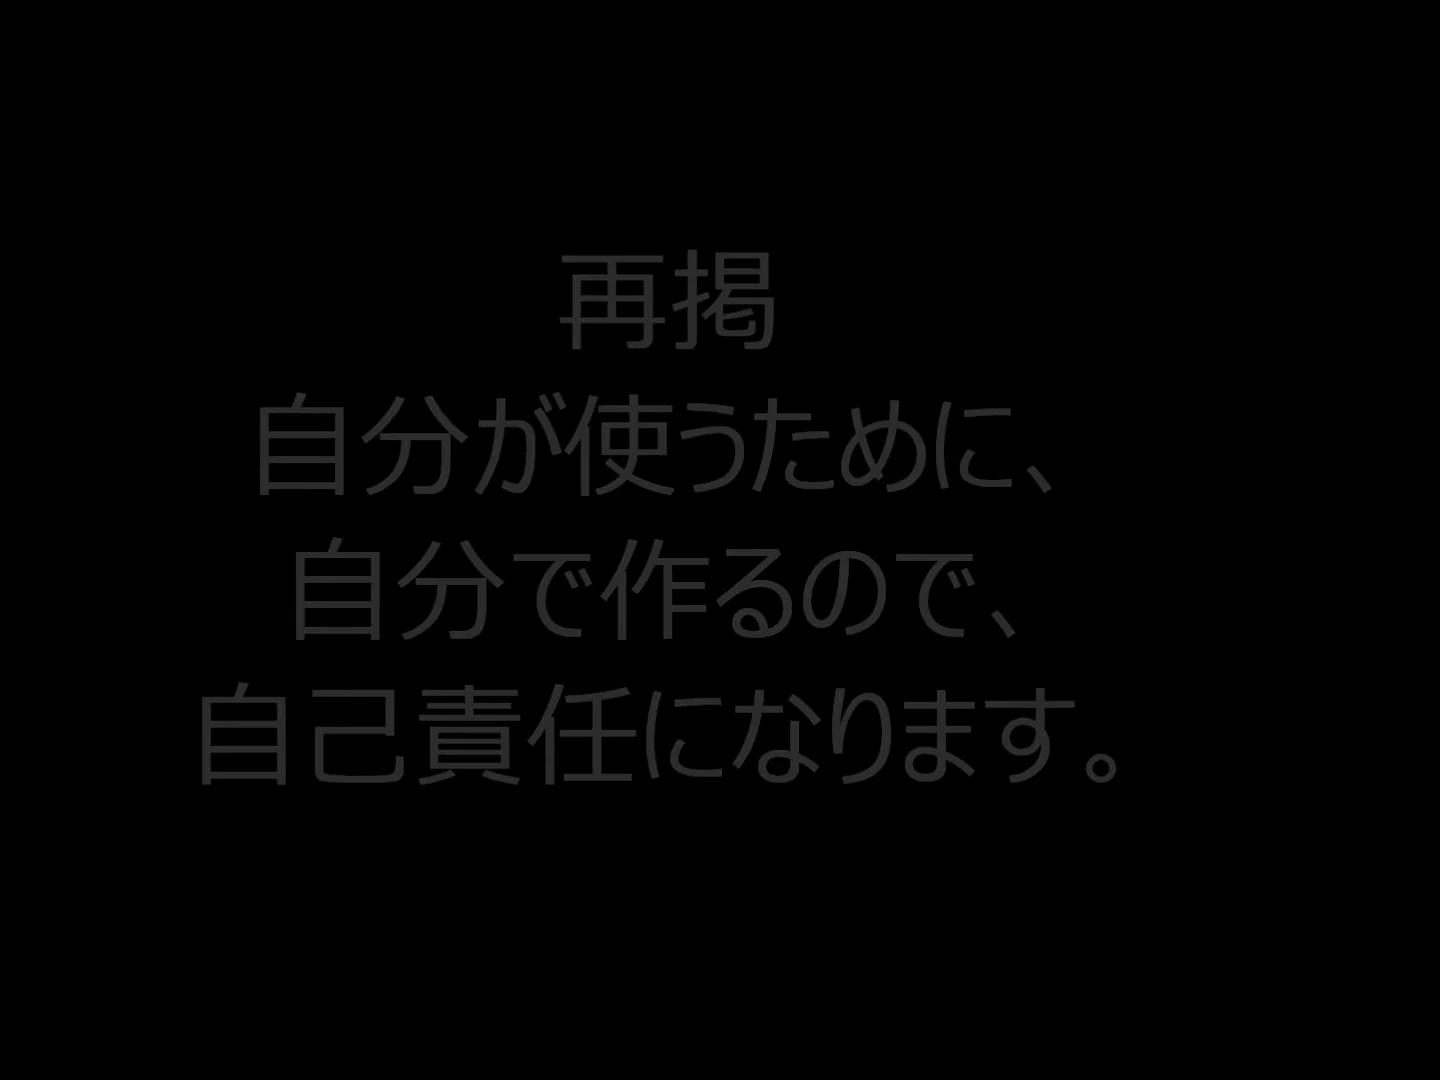 再掲
自分が使うために、
自分で作るので、
自己責任になります。